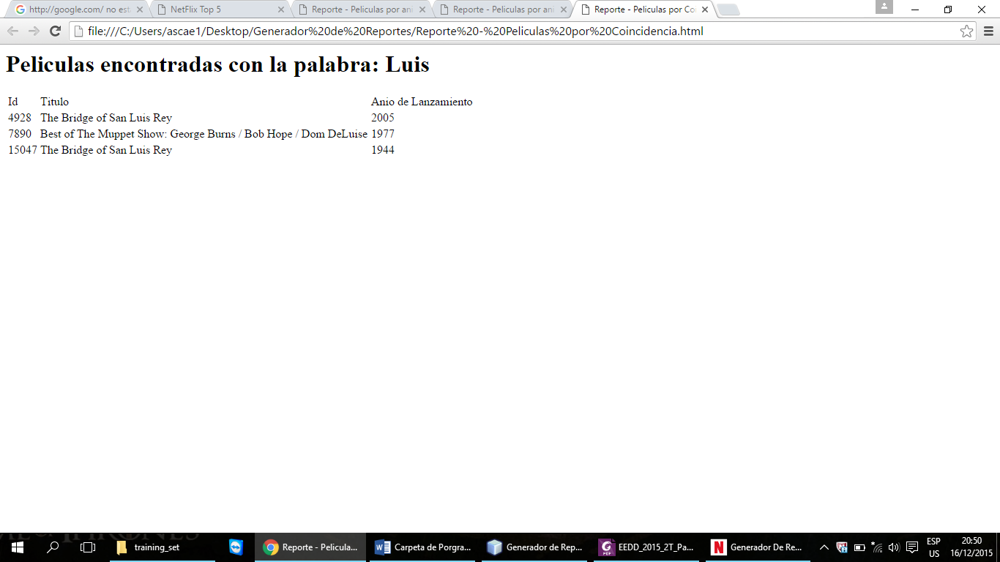 http://google.com/ no est
NetFlix Top 5
Reporte - Peliculas por ani
Reporte - Peliculas por ani
Reporte - Peliculas por Co
file:///C:/Users/ascae1/Desktop/Generador%20de%20Reportes/Reporte%20-%20Peliculas%20por%20Coincidencia.html
Peliculas encontradas con la palabra: Luis
Id Titulo Anio de Lanzamiento
4928 The Bridge of San Luis Rey 2005
7890 Best of The Muppet Show: George Burns / Bob Hope / Dom DeLuise 1977
15047 The Bridge of San Luis Rey 1944
training_set
Reporte - Pelicula...
Carpeta de Porgra...
Generador de Rep...
EEDD_2015_2T_Pa...
Generador De Re...
ESP
US
20:50
16/12/2015